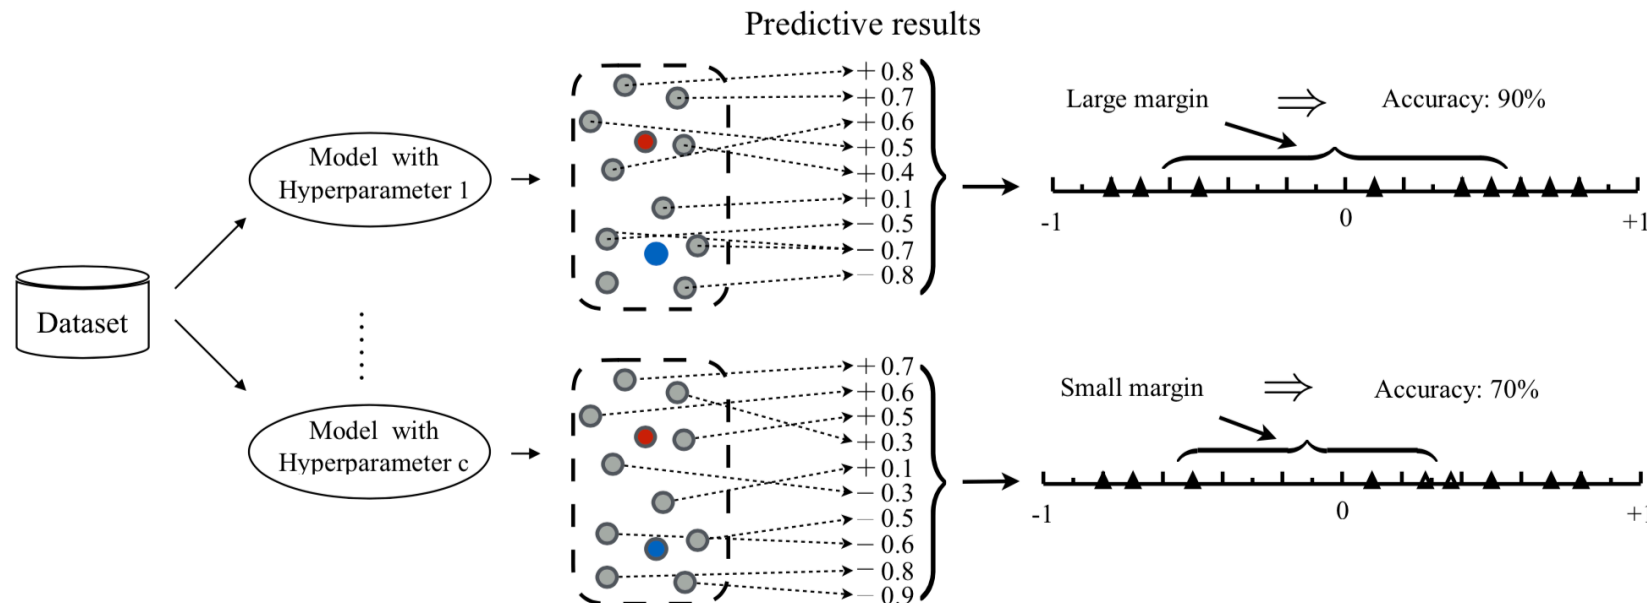 Predictive results
Dataset
Model with
Hyperparameter 1
+ 0.8
+ 0.7
+ 0.6
+ 0.5
+ 0.4
+ 0.1
− 0.5
− 0.7
− 0.8
Large margin ⇒ Accuracy: 90%
-1 0 +1
Model with
Hyperparameter c
+ 0.7
+ 0.6
+ 0.5
+ 0.3
+ 0.1
− 0.3
− 0.5
− 0.6
− 0.8
− 0.9
Small margin ⇒ Accuracy: 70%
-1 0 +1